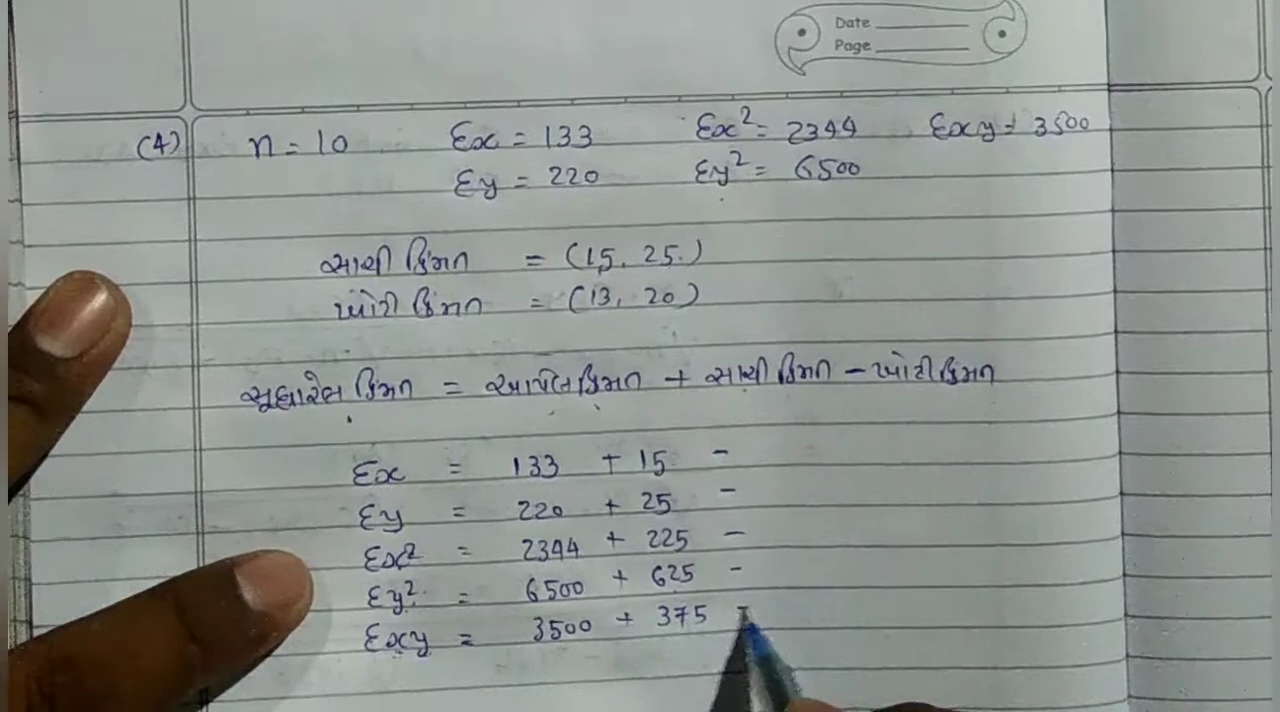 Date
Page
(4) n = 10 Σx = 133 Σx² = 2344 Σxy = 3500
Σy = 220 Σy² = 6500
સાચી કિંમત = (15, 25.)
ખોટી કિંમત = (13, 20)
સૂધારેલ કિંમત = આપેલ કિંમત + સાચી કિંમત - ખોટી કિંમત
Σx = 133 + 15 -
Σy = 220 + 25 -
Σx² = 2344 + 225 -
Σy² = 6500 + 625 -
Σxy = 3500 + 375 -